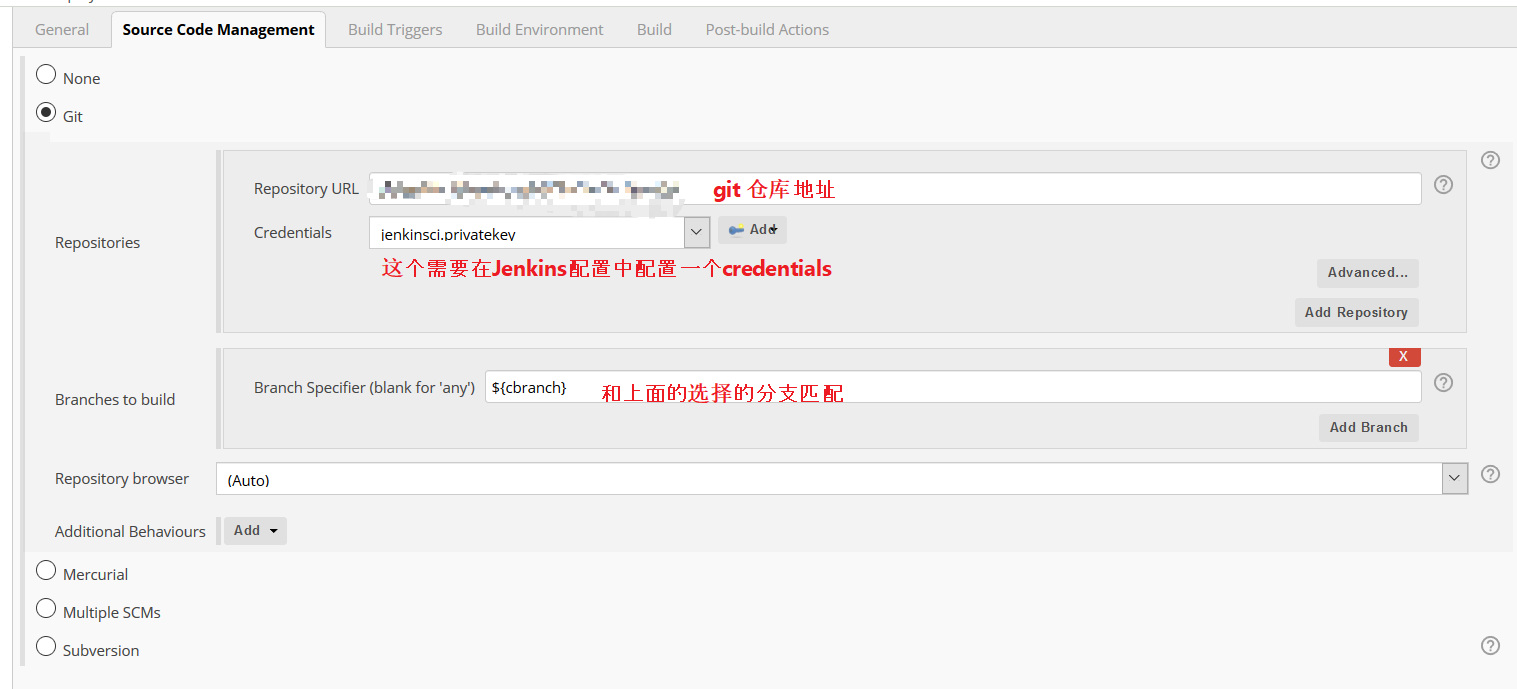 General Source Code Management Build Triggers Build Environment Build Post-build Actions
None
Git
Repository URL git 仓库地址
Credentials jenkinsci.privatekey Add
Repositories
这个需要在Jenkins配置中配置一个credentials
Advanced...
Add Repository
X
Branch Specifier (blank for 'any') ${cbranch} 和上面的选择的分支匹配
Branches to build
Add Branch
Repository browser (Auto)
Additional Behaviours Add
Mercurial
Multiple SCMs
Subversion